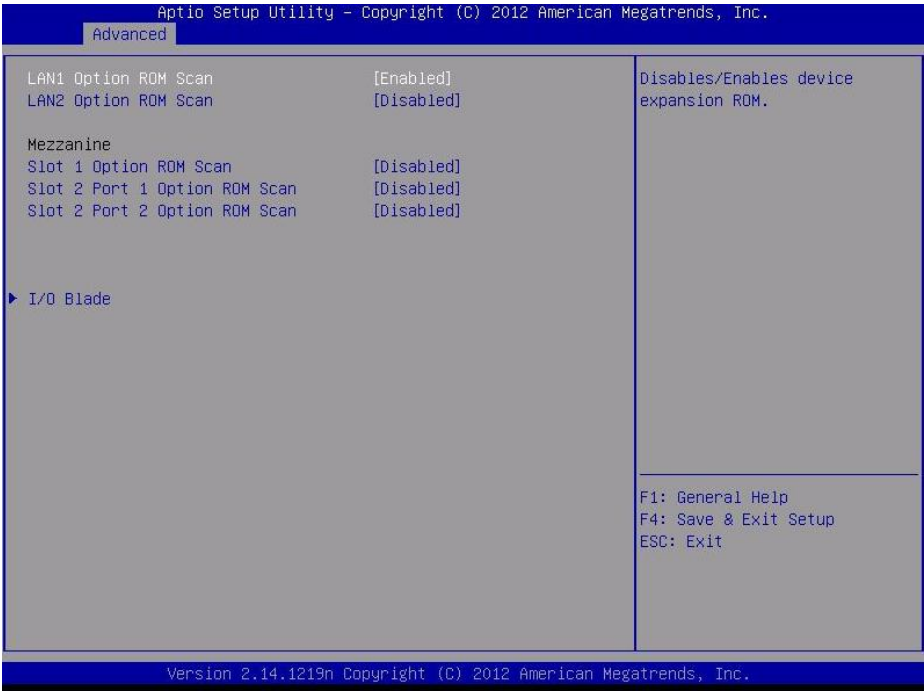 Aptio Setup Utility – Copyright (C) 2012 American Megatrends, Inc.
Advanced
LAN1 Option ROM Scan [Enabled]
LAN2 Option ROM Scan [Disabled]
Mezzanine
Slot 1 Option ROM Scan [Disabled]
Slot 2 Port 1 Option ROM Scan [Disabled]
Slot 2 Port 2 Option ROM Scan [Disabled]
I/O Blade
Disables/Enables device
expansion ROM.
F1: General Help
F4: Save & Exit Setup
ESC: Exit
Version 2.14.1219n Copyright (C) 2012 American Megatrends, Inc.